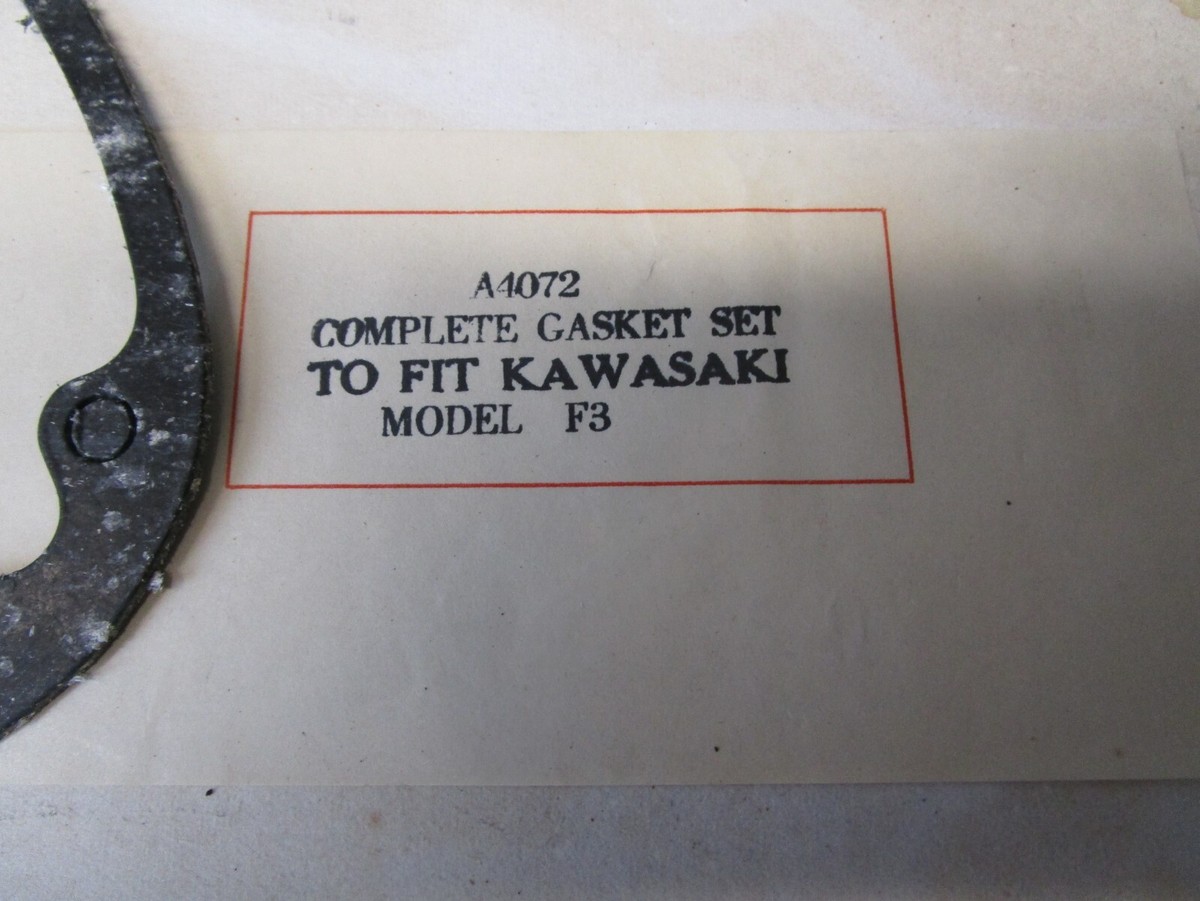 A4072
COMPLETE GASKET SET
TO FIT KAWASAKI
MODEL F3